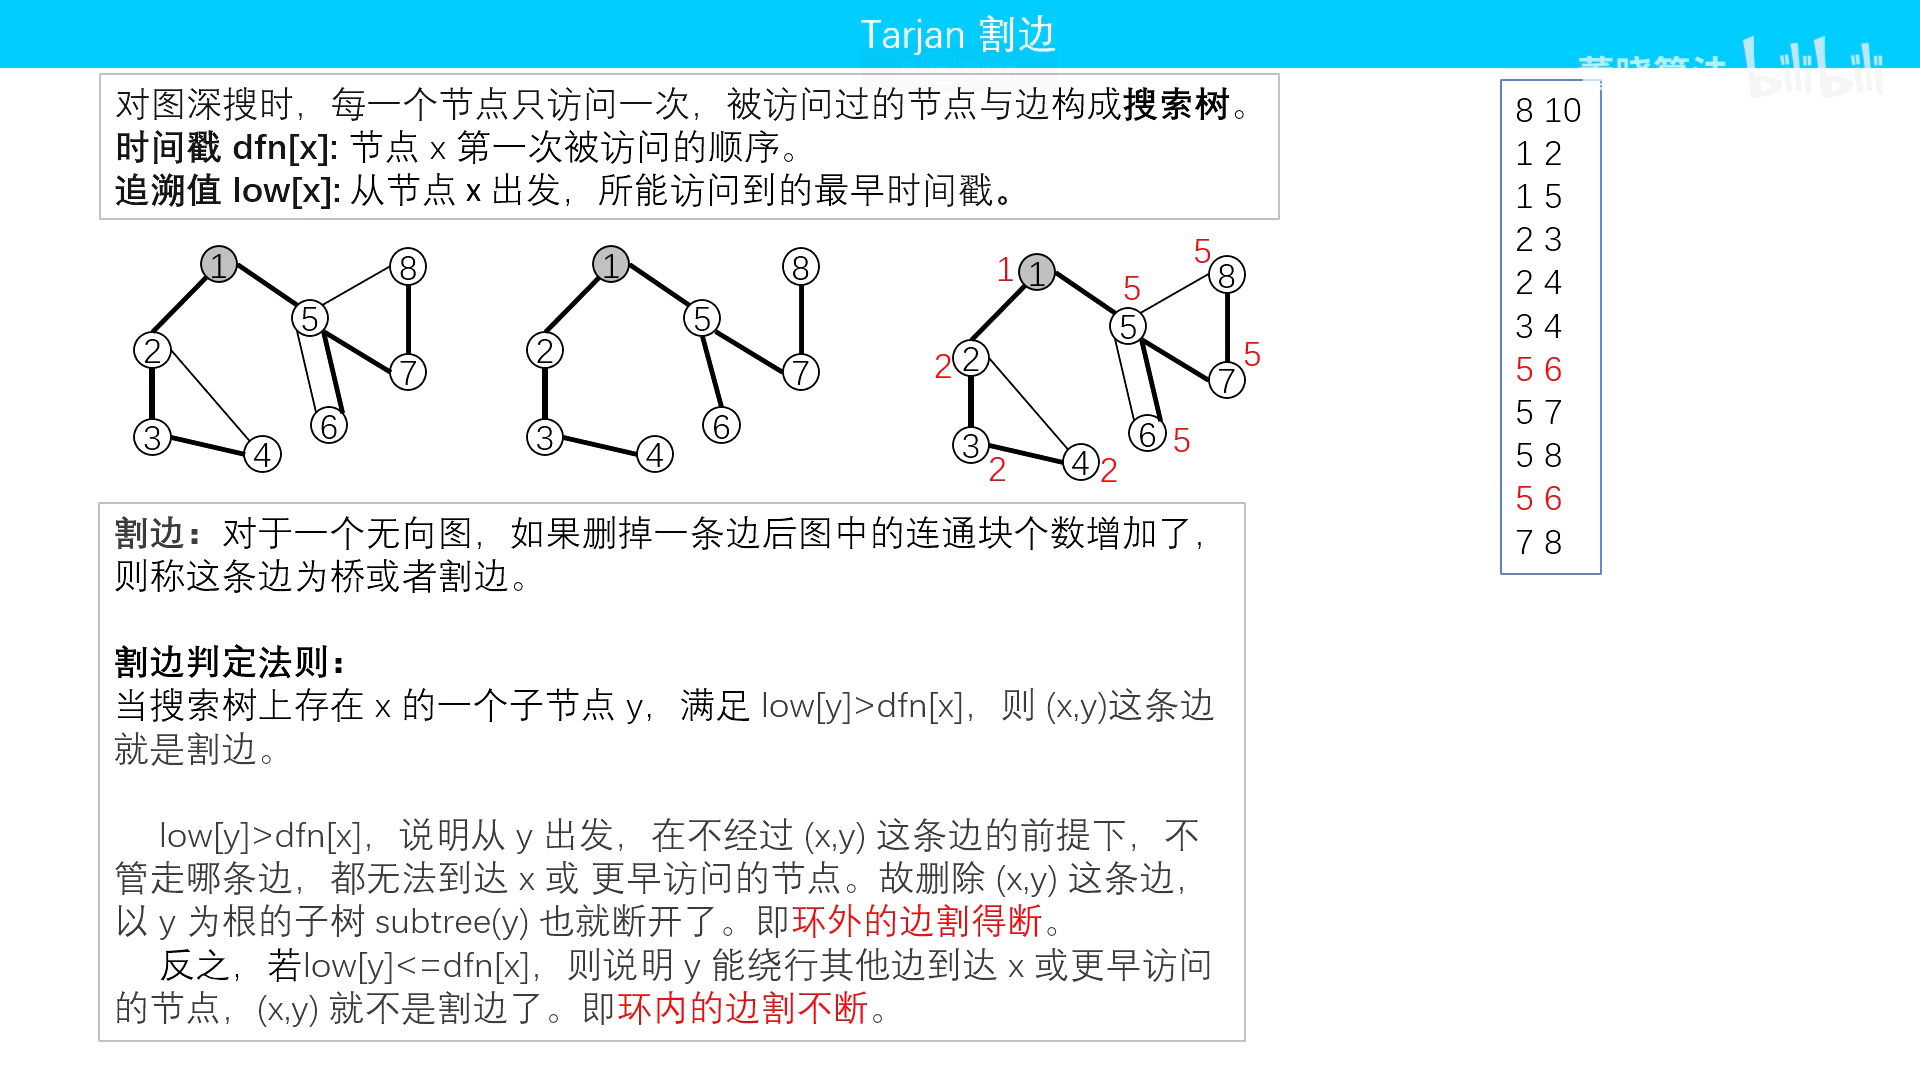 Tarjan 割边
bilibili
对图深搜时，每一个节点只访问一次，被访问过的节点与边构成搜索树。
时间戳 dfn[x]: 节点 x 第一次被访问的顺序。
追溯值 low[x]: 从节点 x 出发，所能访问到的最早时间戳。
1
8
5
2
7
3
4
6
1
8
5
2
7
3
4
6
1
1
5
8
5
5
2
2
7
5
3
2
4
2
6
5
割边：对于一个无向图，如果删掉一条边后图中的连通块个数增加了，
则称这条边为桥或者割边。
割边判定法则：
当搜索树上存在 x 的一个子节点 y，满足 low[y]>dfn[x]，则 (x,y)这条边
就是割边。
low[y]>dfn[x]，说明从 y 出发，在不经过 (x,y) 这条边的前提下，不
管走哪条边，都无法到达 x 或 更早访问的节点。故删除 (x,y) 这条边，
以 y 为根的子树 subtree(y) 也就断开了。即环外的边割得断。
反之，若low[y]<=dfn[x]，则说明 y 能绕行其他边到达 x 或更早访问
的节点，(x,y) 就不是割边了。即环内的边割不断。
8 10
1 2
1 5
2 3
2 4
3 4
5 6
5 7
5 8
5 6
7 8